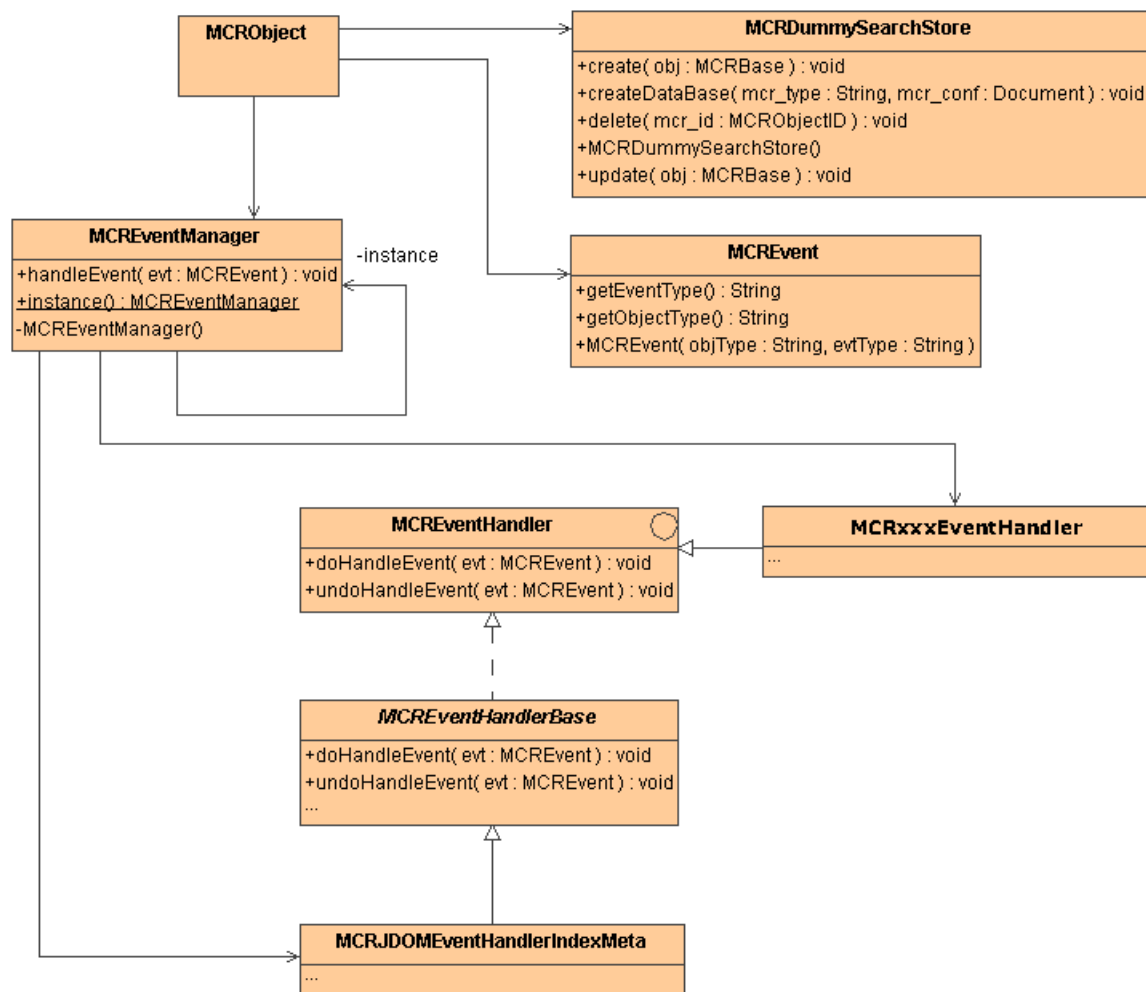 MCRObject
MCRDummySearchStore
+create( obj : MCRBase ) : void
+createDataBase( mcr_type : String, mcr_conf : Document ) : void
+delete( mcr_id : MCRObjectID ) : void
+MCRDummySearchStore()
+update( obj : MCRBase ) : void
MCREventManager
+handleEvent( evt : MCREvent ) : void
+instance() : MCREventManager
-MCREventManager()
-instance
MCREvent
+getEventType() : String
+getObjectType() : String
+MCREvent( objType : String, evtType : String )
MCREventHandler
+doHandleEvent( evt : MCREvent ) : void
+undoHandleEvent( evt : MCREvent ) : void
MCRxxxEventHandler
...
MCREventHandlerBase
+doHandleEvent( evt : MCREvent ) : void
+undoHandleEvent( evt : MCREvent ) : void
...
MCRJDOMEventHandlerIndexMeta
...